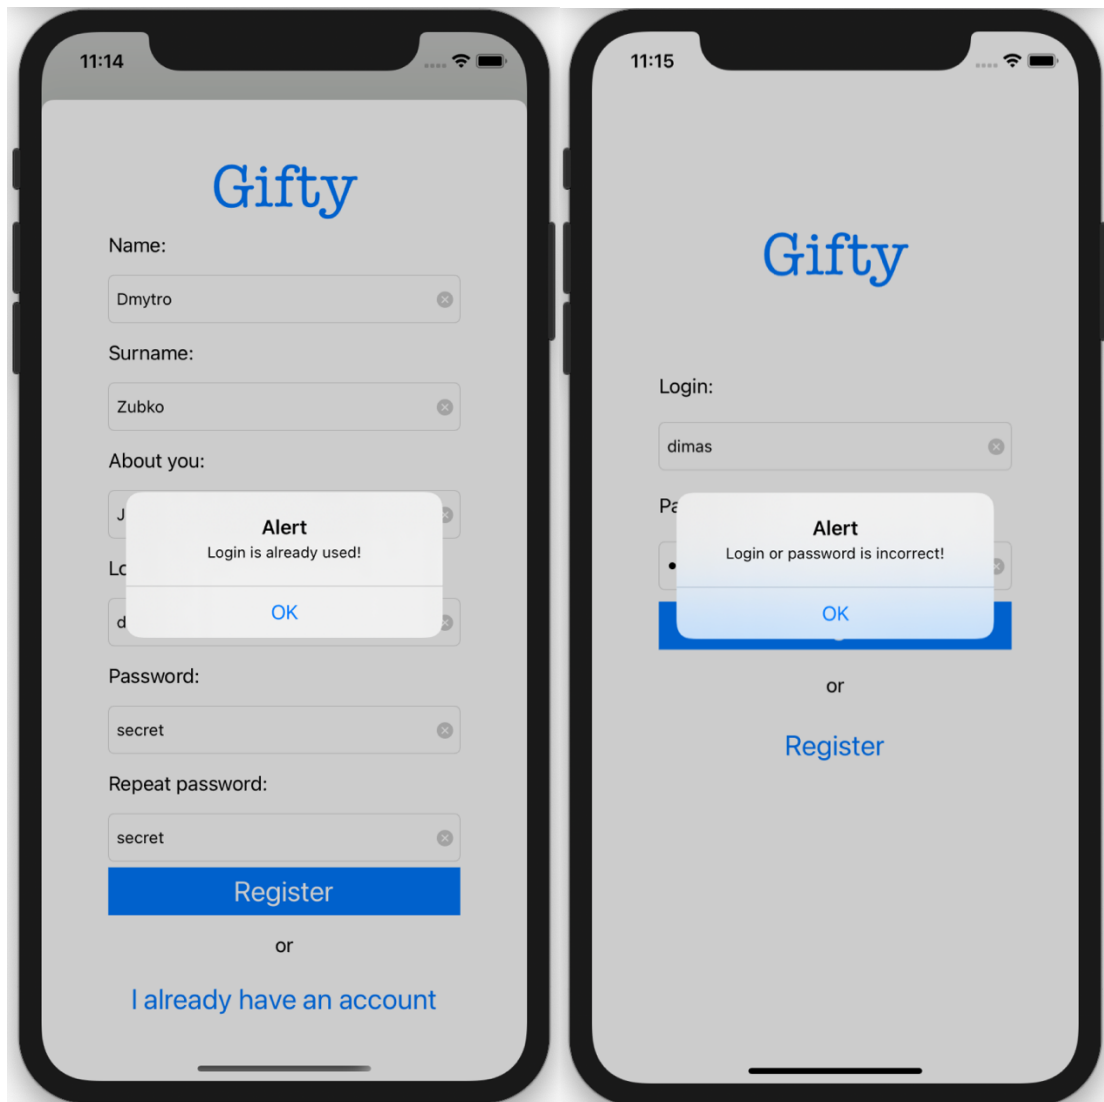 11:14
Gifty
Name:
Dmytro
Surname:
Zubko
About you:
J
Alert
Login is already used!
Lo
OK
d
Password:
secret
Repeat password:
secret
Register
or
I already have an account
11:15
Gifty
Login:
dimas
Pa
Alert
Login or password is incorrect!
OK
or
Register